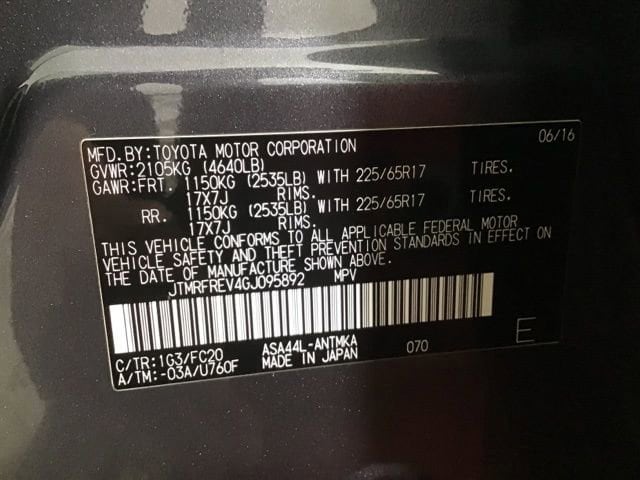 MFD.BY:TOYOTA MOTOR CORPORATION 06/16
GVWR:2105KG (4640LB)
GAWR:FRT. 1150KG (2535LB) WITH 225/65R17 TIRES.
17X7J RIMS.
RR. 1150KG (2535LB) WITH 225/65R17 TIRES.
17X7J RIMS.
THIS VEHICLE CONFORMS TO ALL APPLICABLE FEDERAL MOTOR
VEHICLE SAFETY AND THEFT PREVENTION STANDARDS IN EFFECT ON
THE DATE OF MANUFACTURE SHOWN ABOVE.
JTMRFREV4GJ095892 MPV
C/TR:1G3/FC20 ASA44L-ANTMKA 070 E
A/TM:-03A/U760F MADE IN JAPAN